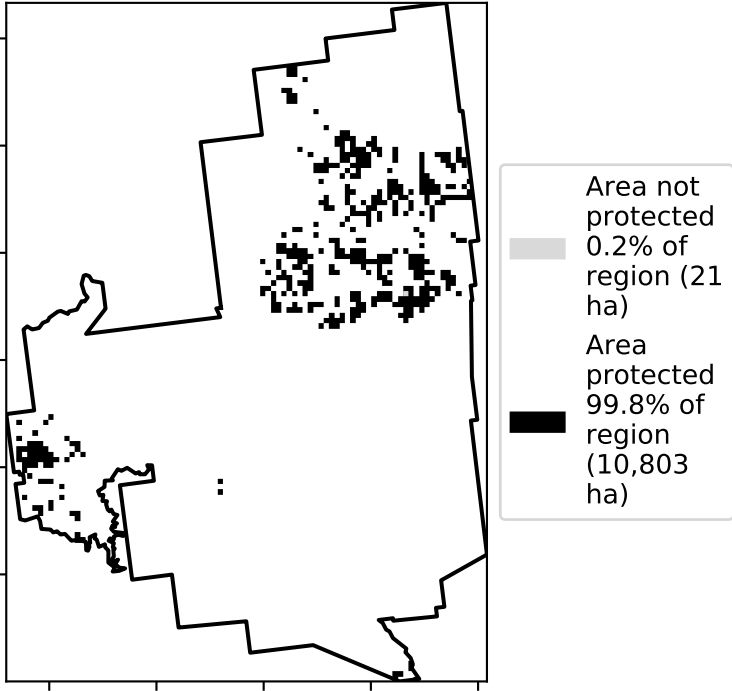 Area not
protected
0.2% of
region (21
ha)
Area
protected
99.8% of
region
(10,803
ha)